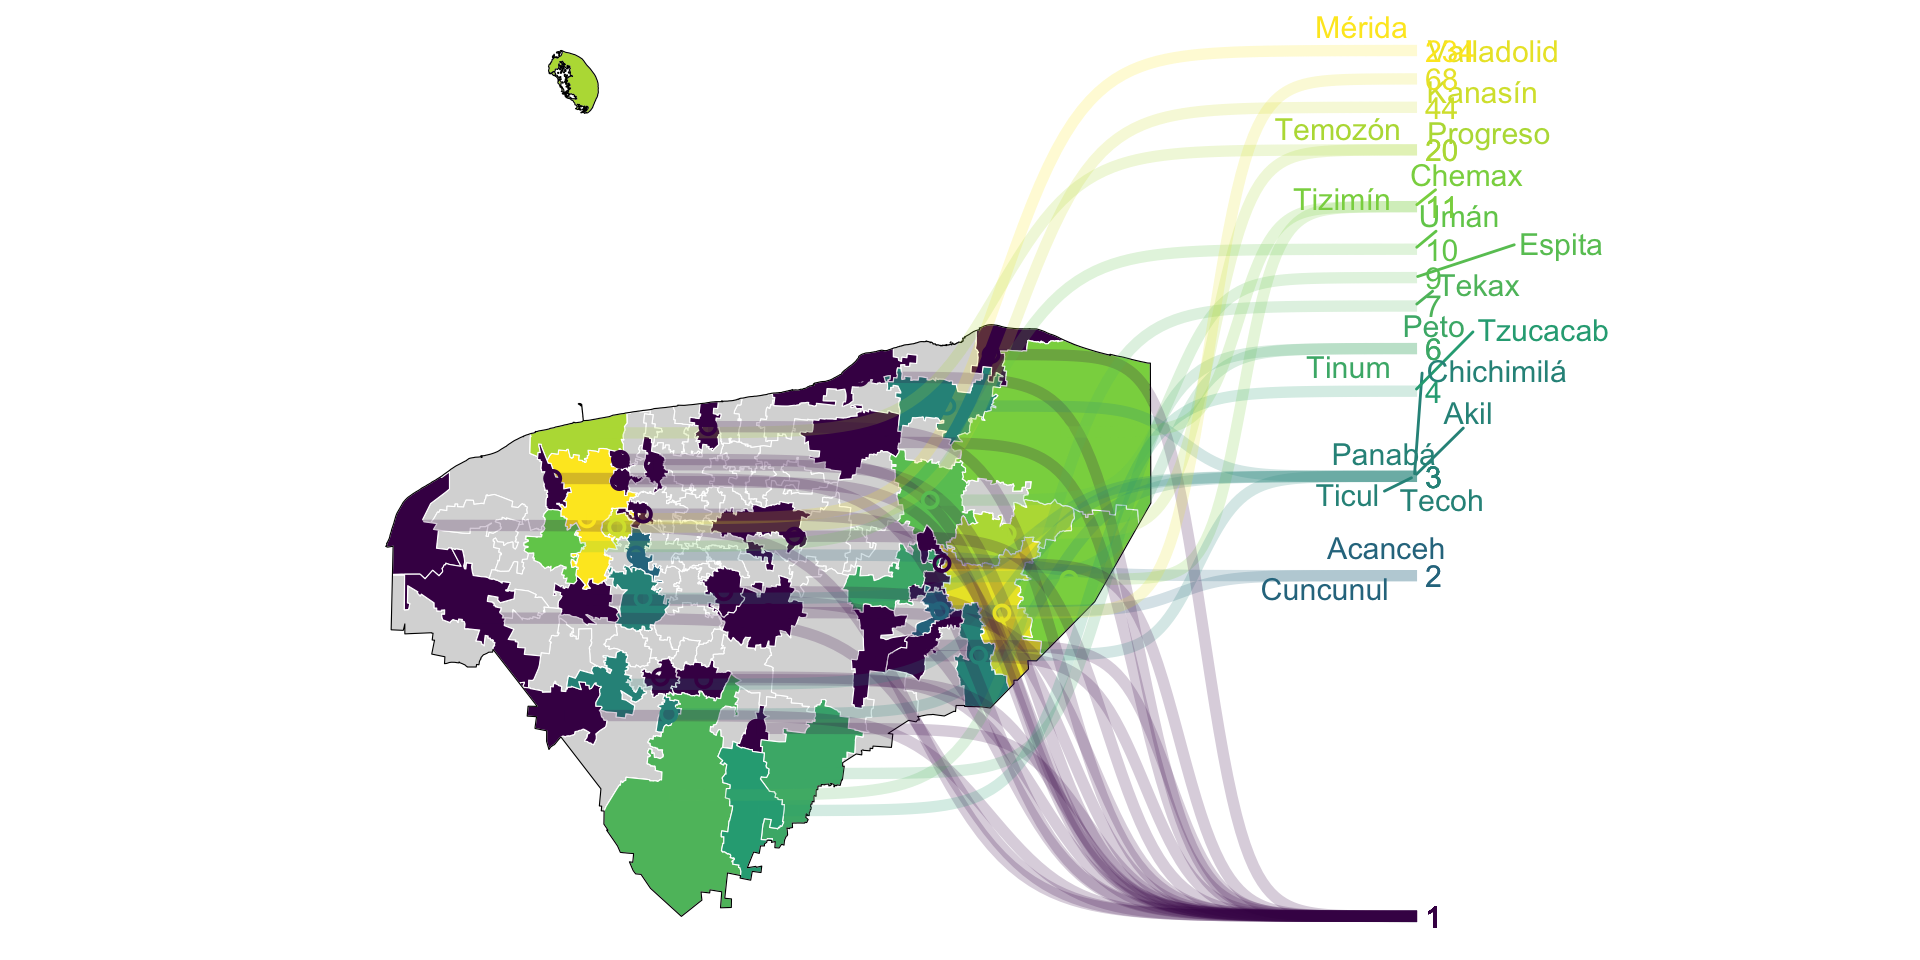 Mérida
234 Valladolid
68
Kanasín
44
Temozón Progreso
20
Chemax
Tizimín 11
Umán
10
Espita
9
Tekax
7
Peto Tzucacab
6
Tinum Chichimilá
4
Akil
Panabá
3
Ticul Tecoh
Acanceh
2
Cuncunul
1